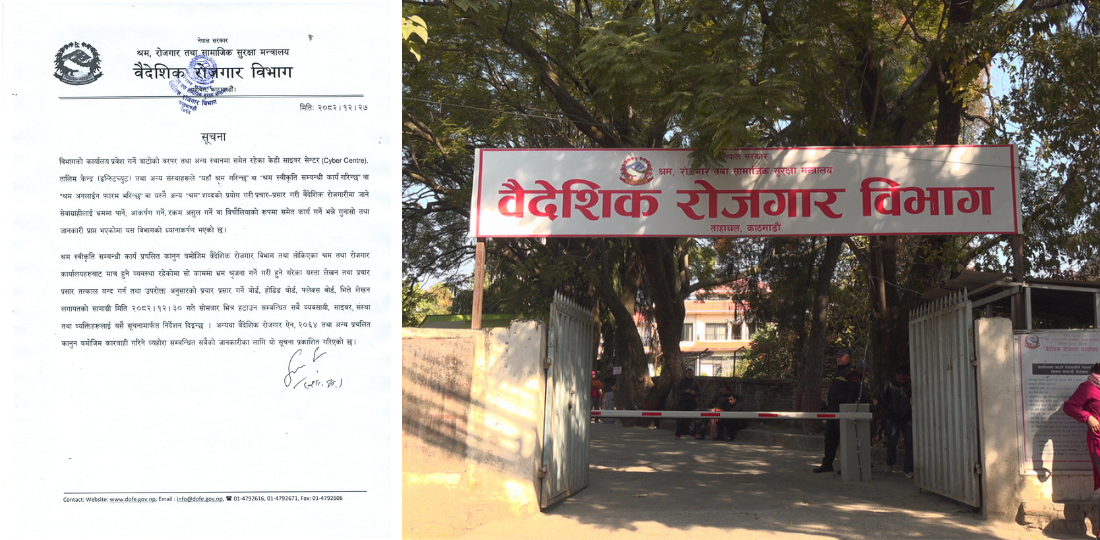 नेपाल सरकार
श्रम, रोजगार तथा सामाजिक सुरक्षा मन्त्रालय
वैदेशिक रोजगार विभाग
काठमाडौं।
मितिः २०८२।१२।२७
सूचना
विभागको कार्यालय प्रवेश गर्ने बाटोको वरपर तथा अन्य स्थानमा समेत रहेका केही साइबर सेन्टर (Cyber Centre),
तालिम केन्द्र (इन्स्टिच्यूट) तथा अन्य संस्थाहरुले "यहाँ श्रम गरिन्छ" वा "श्रम स्वीकृति सम्बन्धी कार्य गरिन्छ" वा
"श्रम अनलाईन फारम भरिन्छ" वा यस्तै अन्य "श्रम" शब्दको प्रयोग गरी प्रचार-प्रसार गरी वैदेशिक रोजगारीमा जाने
सेवाग्राहीलाई भ्रममा पार्ने, आकर्षण गर्ने, रकम असुल गर्ने वा बिचौलियाको रुपमा समेत कार्य गर्ने भन्ने गुनासो तथा
जानकारी प्राप्त भएकोमा यस विभागको ध्यानाकर्षण भएको छ।
श्रम स्वीकृति सम्बन्धी कार्य प्रचलित कानुन बमोजिम वैदेशिक रोजगार विभाग तथा तोकिएका श्रम तथा रोजगार
कार्यालयहरुबाट मात्र हुने व्यवस्था रहेकोमा सो काममा भ्रम श्रृजना गर्ने गरी हुने गरेका यस्ता लेखन तथा प्रचार
प्रसार तत्काल बन्द गर्न तथा उपरोक्त अनुसारको प्रचार प्रसार गर्ने बोर्ड, होर्डिङ बोर्ड, फ्लेक्स बोर्ड, भित्ते लेखन
लगायतको सामाग्री मिति २०८२।१२।३० गते सोमबार भित्र हटाउन सम्बन्धित सबै व्यवसायी, साइबर, संस्था
तथा व्यक्तिहरुलाई यसै सूचनामार्फत निर्देशन दिइन्छ । अन्यथा वैदेशिक रोजगार ऐन, २०६४ तथा अन्य प्रचलित
कानुन बमोजिम कारवाही गरिने व्यहोरा सम्बन्धित सबैको जानकारीका लागि यो सूचना प्रकाशित गरिएको छ।
Contact: Website: www.dofe.gov.np, Email : info@dofe.gov.np, ☎ 01-4792616, 01-4792671, Fax: 01-4792606
नेपाल सरकार
श्रम, रोजगार तथा सामाजिक सुरक्षा मन्त्रालय
वैदेशिक रोजगार विभाग
ताहाचल, काठमाडौं